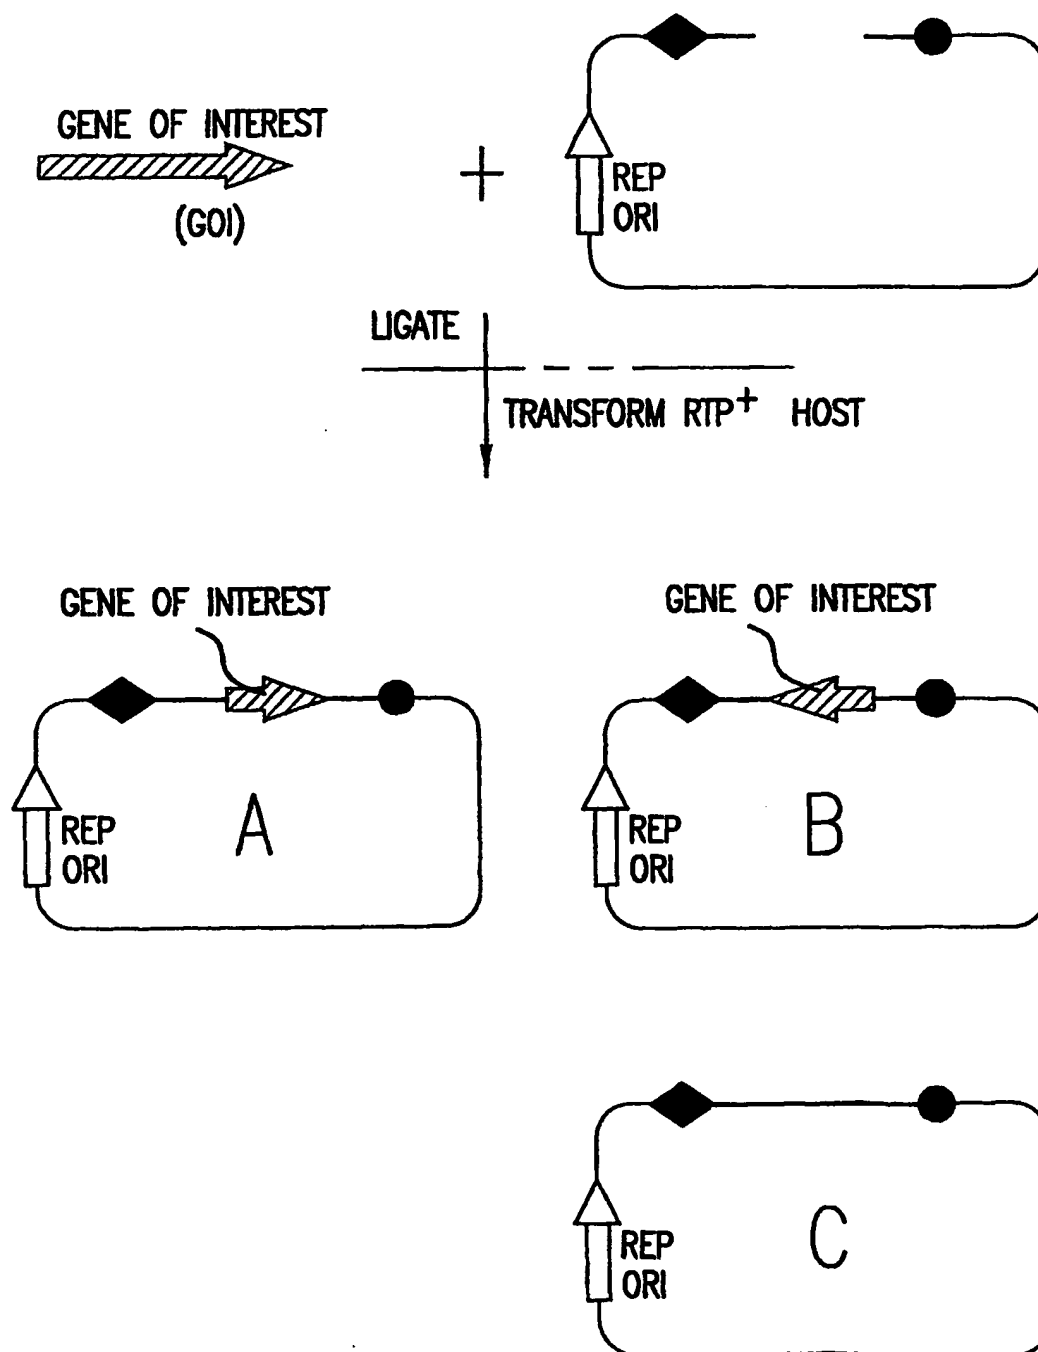 GENE OF INTEREST
(GOI)
+
REP
ORI
LIGATE
TRANSFORM RTP+ HOST
GENE OF INTEREST
GENE OF INTEREST
REP
ORI
A
REP
ORI
B
REP
ORI
C